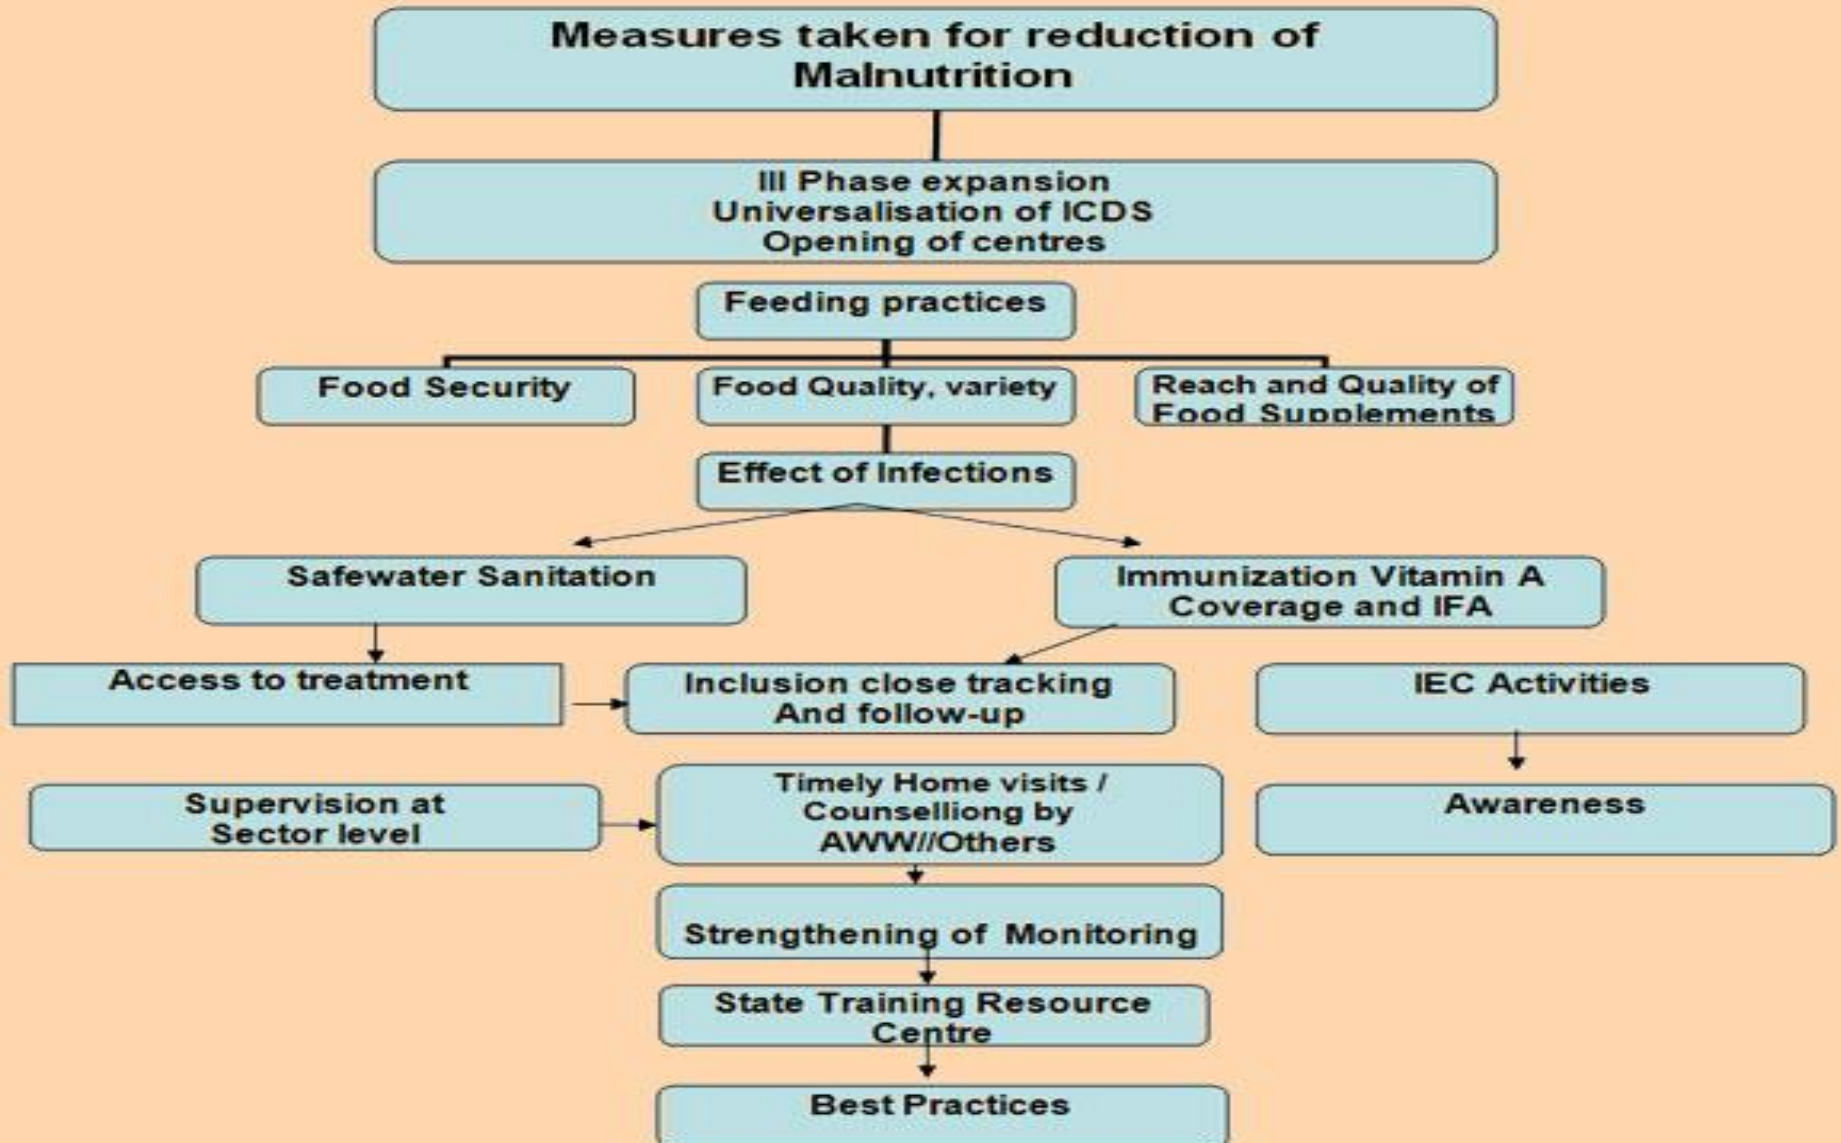 Measures taken for reduction of
Malnutrition
III Phase expansion
Universalisation of ICDS
Opening of centres
Feeding practices
Food Security
Food Quality, variety
Reach and Quality of
Food Supplements
Effect of Infections
Safewater Sanitation
Immunization Vitamin A
Coverage and IFA
Access to treatment
Inclusion close tracking
And follow-up
IEC Activities
Supervision at
Sector level
Timely Home visits /
Counselliong by
AWW//Others
Awareness
Strengthening of Monitoring
State Training Resource
Centre
Best Practices